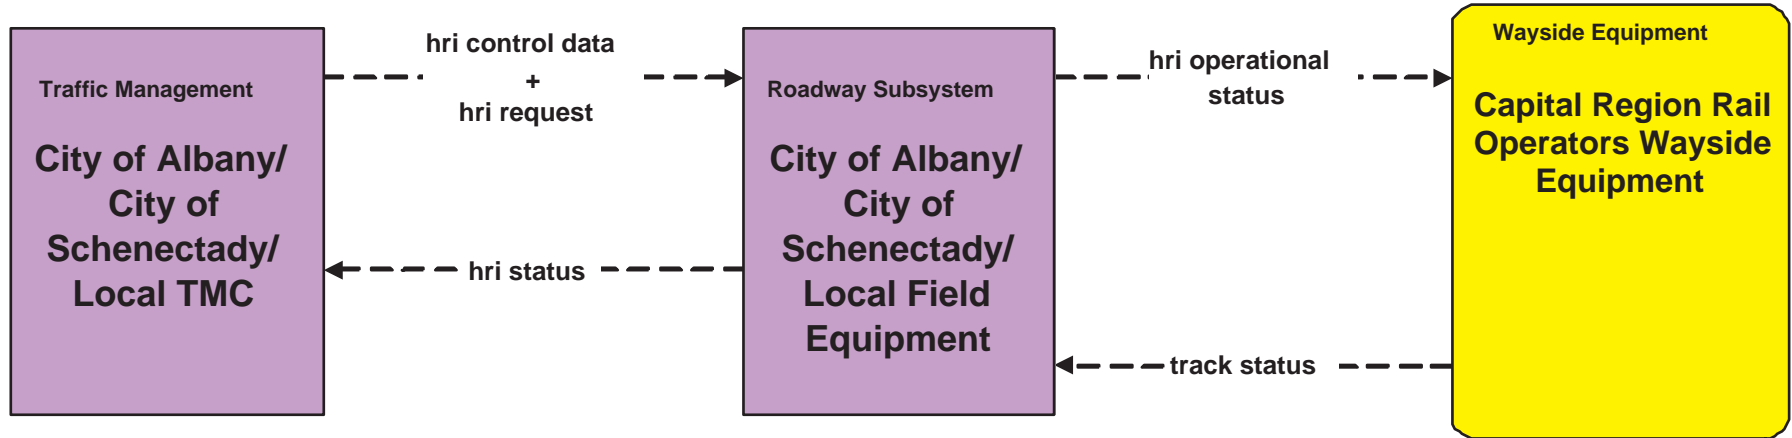 Traffic Management
City of Albany/
City of
Schenectady/
Local TMC
hri control data
+
hri request
hri status
Roadway Subsystem
City of Albany/
City of
Schenectady/
Local Field
Equipment
hri operational
status
track status
Wayside Equipment
Capital Region Rail
Operators Wayside
Equipment